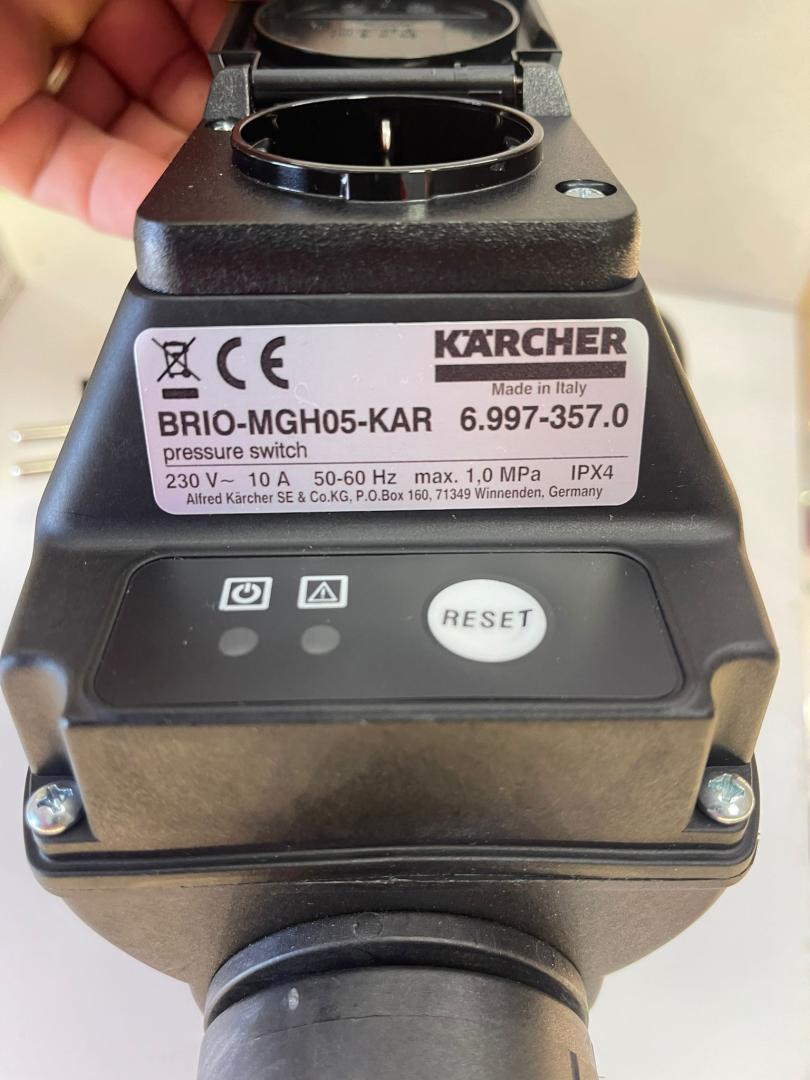 KÄRCHER
CE
Made in Italy
BRIO-MGH05-KAR 6.997-357.0
pressure switch
230 V~ 10 A 50-60 Hz max. 1,0 MPa IPX4
Alfred Kärcher SE & Co.KG, P.O.Box 160, 71349 Winnenden, Germany
RESET